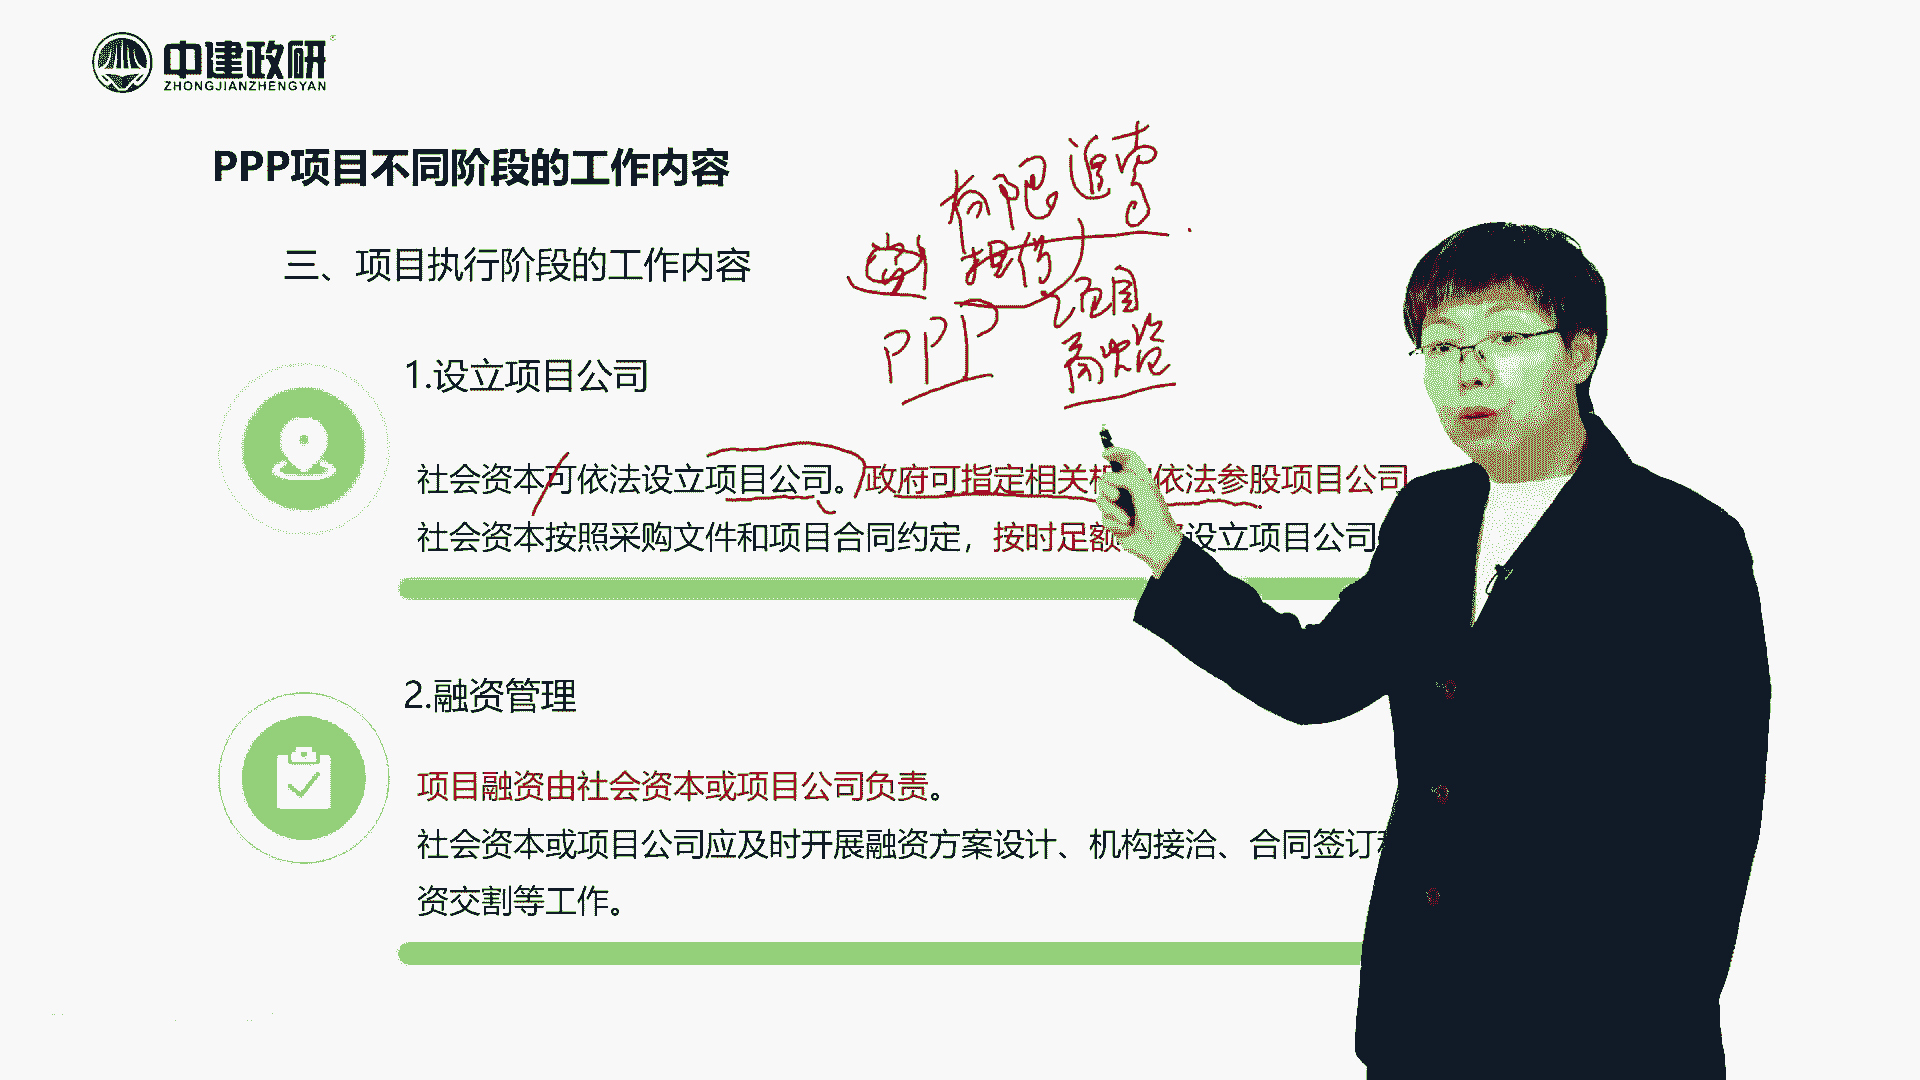 中建政研
ZHONGJIANZHENGYAN
PPP项目不同阶段的工作内容
有限追索
担保
项目
PPP
融资
三、项目执行阶段的工作内容
1.设立项目公司
社会资本可依法设立项目公司。政府可指定相关机 依法参股项目公司
社会资本按照采购文件和项目合同约定，按时足额 设立项目公司
2.融资管理
项目融资由社会资本或项目公司负责。
社会资本或项目公司应及时开展融资方案设计、机构接洽、合同签订
资交割等工作。